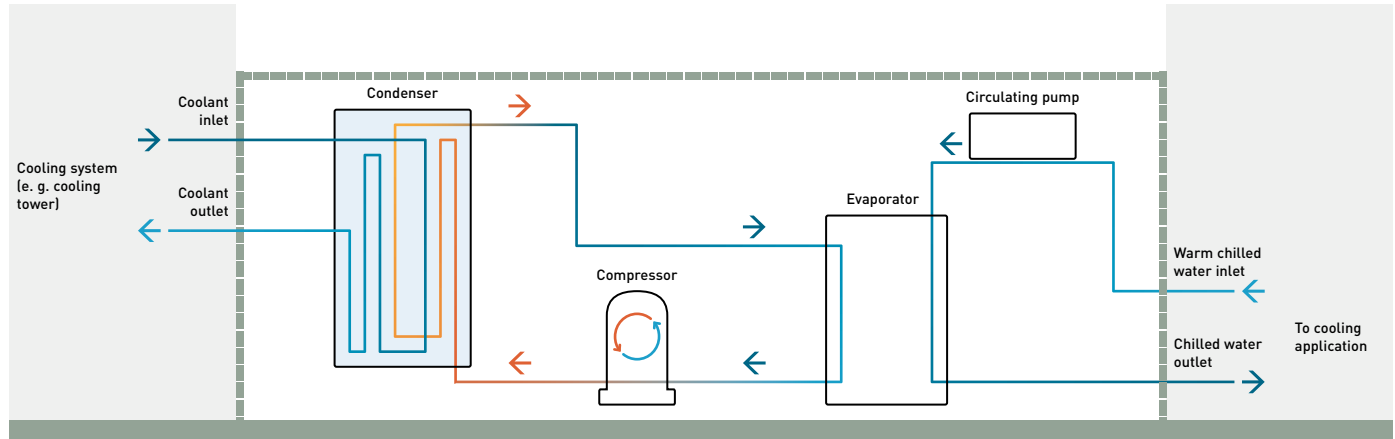 Condenser
Circulating pump
Coolant
inlet
Cooling system
(e. g. cooling
tower)
Coolant
outlet
Evaporator
Compressor
Warm chilled
water inlet
Chilled water
outlet
To cooling
application